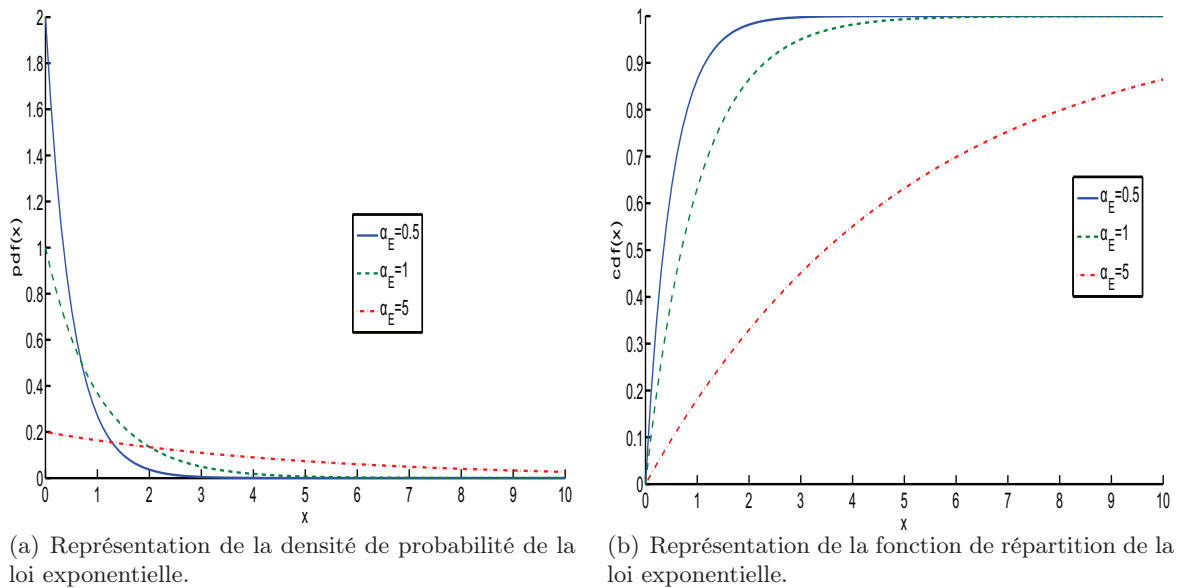 2
1.8
1.6
1.4
1.2
1
0.8
0.6
0.4
0.2
0
pdf(x)
0 1 2 3 4 5 6 7 8 9 10
x
α_E=0.5
α_E=1
α_E=5
1
0.9
0.8
0.7
0.6
0.5
0.4
0.3
0.2
0.1
0
cdf(x)
0 1 2 3 4 5 6 7 8 9 10
x
α_E=0.5
α_E=1
α_E=5
(a) Représentation de la densité de probabilité de la
loi exponentielle.
(b) Représentation de la fonction de répartition de la
loi exponentielle.